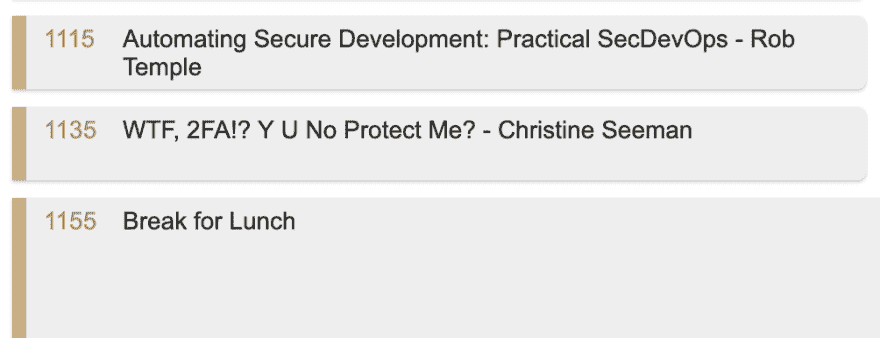 1115 Automating Secure Development: Practical SecDevOps - Rob
Temple
1135 WTF, 2FA!? Y U No Protect Me? - Christine Seeman
1155 Break for Lunch